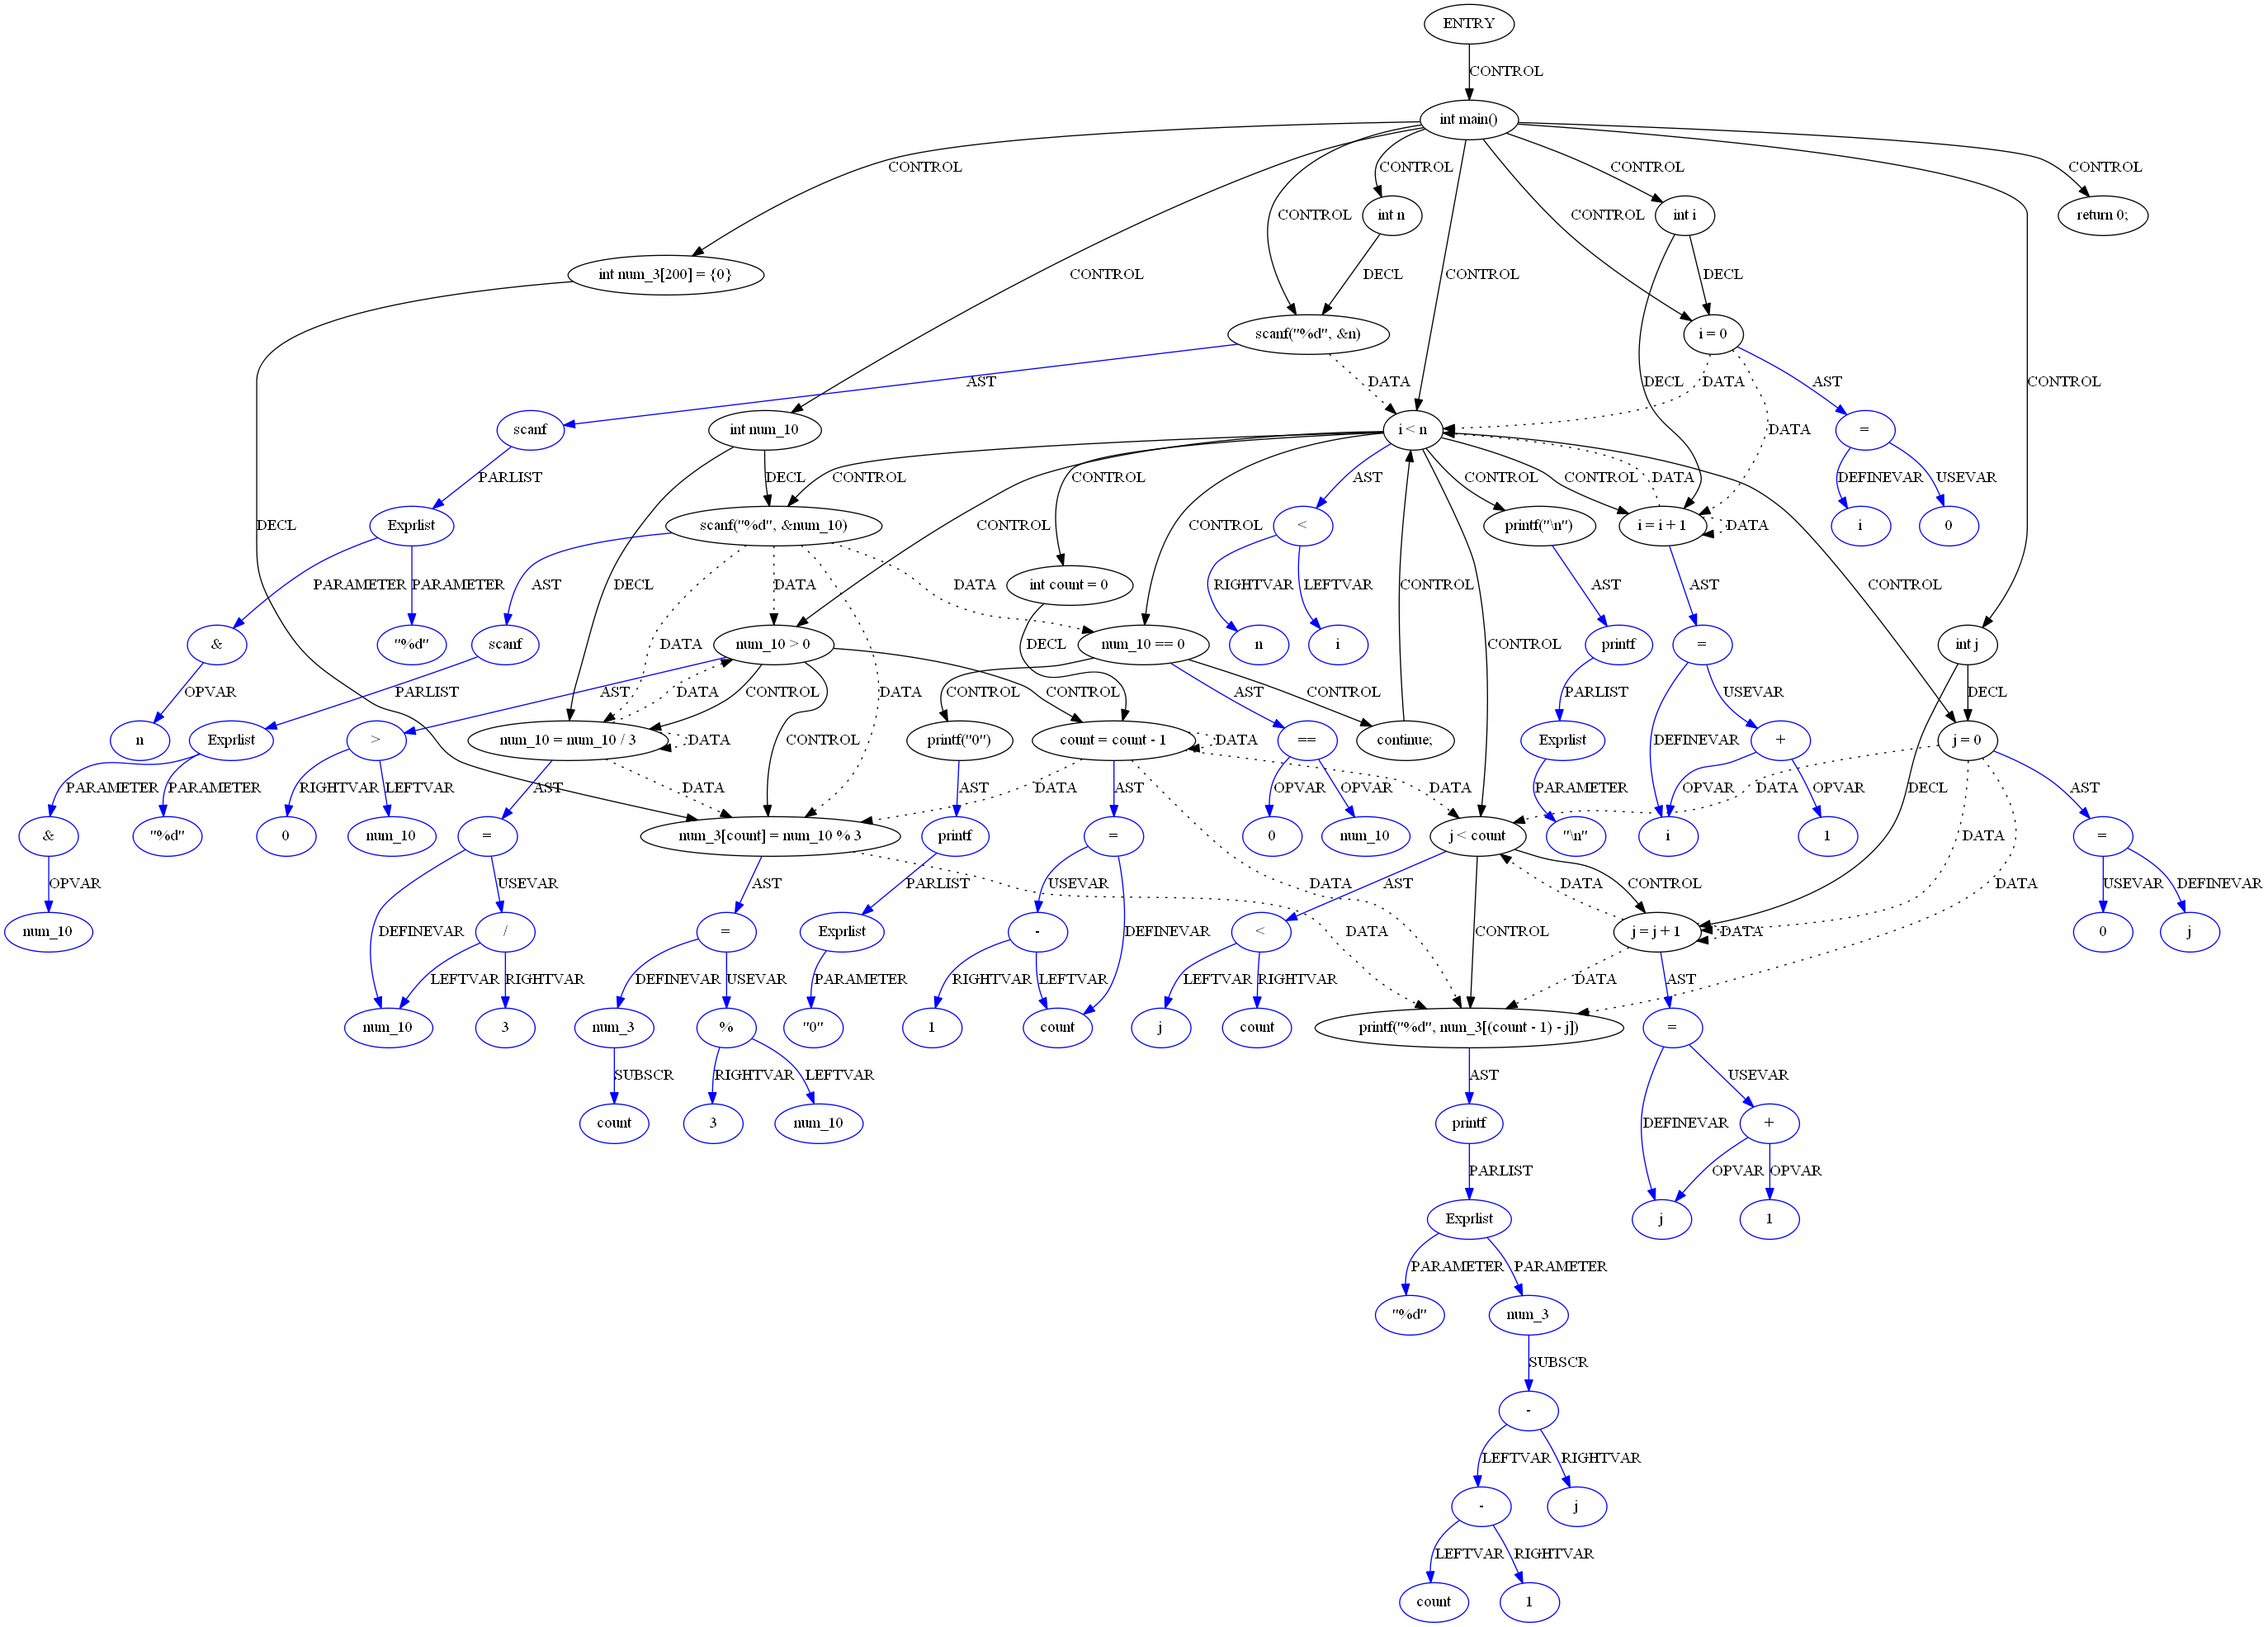 ENTRY
CONTROL
int main()
CONTROL
CONTROL
CONTROL
CONTROL
int n
int i
return 0;
CONTROL
CONTROL
int num_3[200] = {0}
CONTROL
CONTROL
DECL
DECL
scanf("%d", &n)
i = 0
AST
DATA
DECL
DATA
AST
CONTROL
scanf
int num_10
i < n
DATA
=
PARLIST
DECL
CONTROL
CONTROL
AST
CONTROL
CONTROL
DATA
DEFINEVAR
USEVAR
DECL
Exprlist
scanf("%d", &num_10)
CONTROL
CONTROL
<
printf("\n")
i = i + 1
DATA
i
0
PARAMETER
PARAMETER
AST
DECL
DATA
DATA
int count = 0
RIGHTVAR
LEFTVAR
CONTROL
AST
AST
CONTROL
&
"%d"
scanf
DATA
num_10 > 0
DECL
num_10 == 0
n
i
CONTROL
printf
=
int j
OPVAR
PARLIST
AST
DATA
CONTROL
DATA
CONTROL
CONTROL
AST
CONTROL
PARLIST
USEVAR
DECL
n
Exprlist
>
num_10 = num_10 / 3
DATA
CONTROL
printf("0")
count = count - 1
DATA
==
continue;
Exprlist
DEFINEVAR
+
DECL
j = 0
PARAMETER
PARAMETER
RIGHTVAR
LEFTVAR
AST
DATA
DATA
AST
AST
OPVAR
OPVAR
DATA
PARAMETER
DATA
OPVAR
OPVAR
AST
&
"%d"
0
num_10
=
num_3[count] = num_10 % 3
printf
=
0
num_10
j < count
"\n"
i
1
DATA
=
OPVAR
DEFINEVAR
USEVAR
AST
PARLIST
USEVAR
DATA
AST
DATA
CONTROL
DATA
USEVAR
DEFINEVAR
num_10
/
=
Exprlist
-
DEFINEVAR
DATA
<
CONTROL
j = j + 1
DATA
0
j
LEFTVAR
RIGHTVAR
DEFINEVAR
USEVAR
PARAMETER
RIGHTVAR
LEFTVAR
LEFTVAR
RIGHTVAR
DATA
AST
num_10
3
num_3
%
"0"
1
count
j
count
printf("%d", num_3[(count - 1) - j])
=
SUBSCR
RIGHTVAR
LEFTVAR
AST
USEVAR
count
3
num_10
printf
DEFINEVAR
+
PARLIST
OPVAR
OPVAR
Exprlist
j
1
PARAMETER
PARAMETER
"%d"
num_3
SUBSCR
-
LEFTVAR
RIGHTVAR
-
j
LEFTVAR
RIGHTVAR
count
1